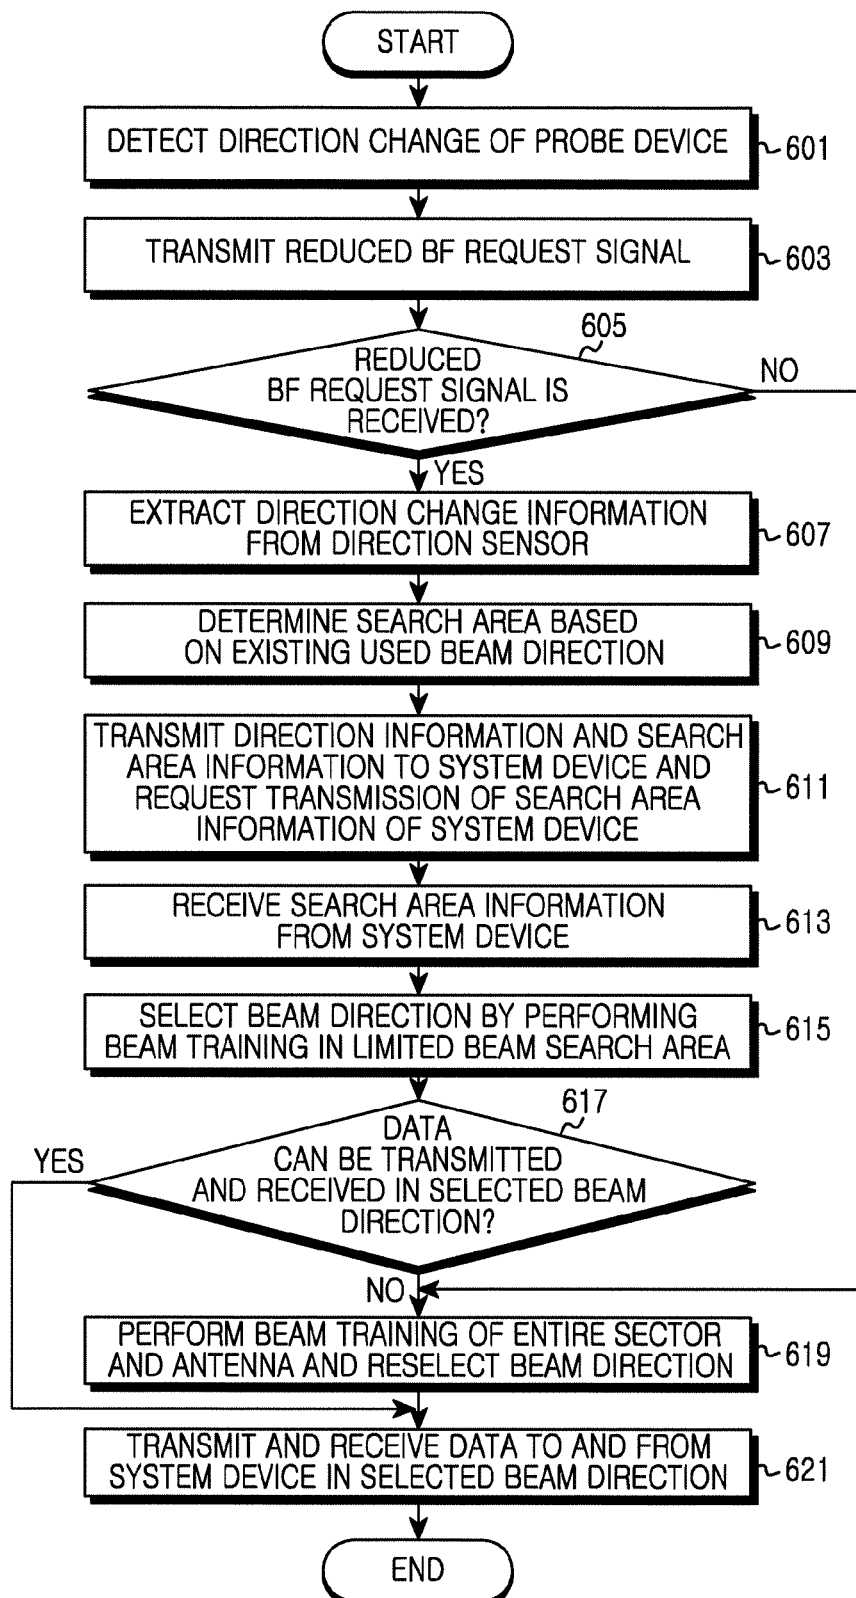 START
DETECT DIRECTION CHANGE OF PROBE DEVICE
601
TRANSMIT REDUCED BF REQUEST SIGNAL
603
605
REDUCED
BF REQUEST SIGNAL IS
RECEIVED?
NO
YES
EXTRACT DIRECTION CHANGE INFORMATION
FROM DIRECTION SENSOR
607
DETERMINE SEARCH AREA BASED
ON EXISTING USED BEAM DIRECTION
609
TRANSMIT DIRECTION INFORMATION AND SEARCH
AREA INFORMATION TO SYSTEM DEVICE AND
REQUEST TRANSMISSION OF SEARCH AREA
INFORMATION OF SYSTEM DEVICE
611
RECEIVE SEARCH AREA INFORMATION
FROM SYSTEM DEVICE
613
SELECT BEAM DIRECTION BY PERFORMING
BEAM TRAINING IN LIMITED BEAM SEARCH AREA
615
617
DATA
CAN BE TRANSMITTED
AND RECEIVED IN SELECTED BEAM
DIRECTION?
YES
NO
PERFORM BEAM TRAINING OF ENTIRE SECTOR
AND ANTENNA AND RESELECT BEAM DIRECTION
619
TRANSMIT AND RECEIVE DATA TO AND FROM
SYSTEM DEVICE IN SELECTED BEAM DIRECTION
621
END